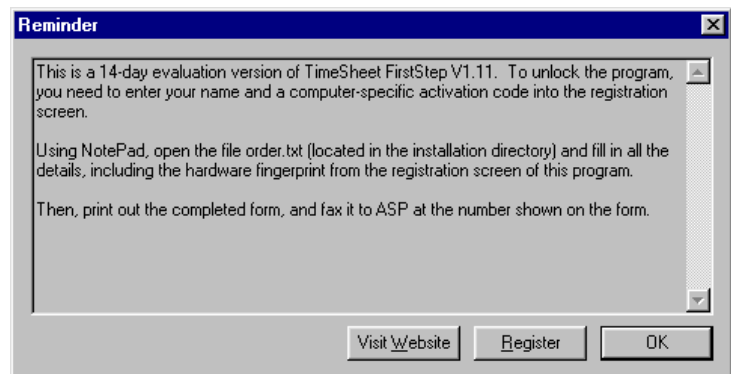 Reminder
This is a 14-day evaluation version of TimeSheet FirstStep V1.11.  To unlock the program,
you need to enter your name and a computer-specific activation code into the registration
screen.
Using NotePad, open the file order.txt (located in the installation directory) and fill in all the
details, including the hardware fingerprint from the registration screen of this program.
Then, print out the completed form, and fax it to ASP at the number shown on the form.
Visit Website
Register
OK